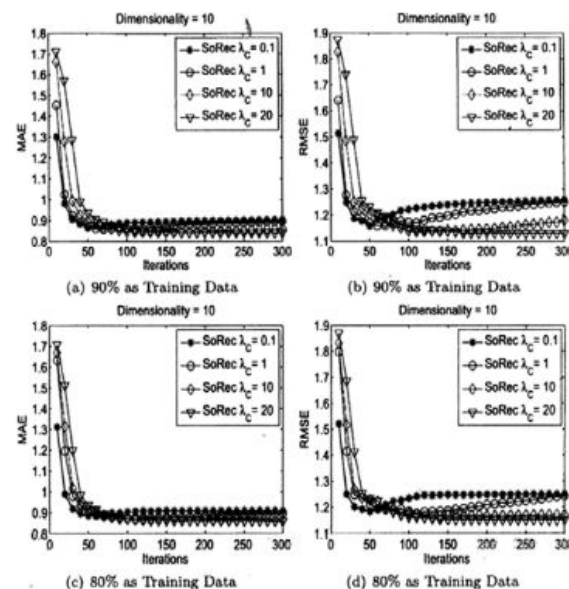 Dimensionality = 10
1.8
1.7
1.6
1.5
1.4
1.3
1.2
1.1
1
0.9
0.8
MAE
SoRec λC= 0.1
SoRec λC= 1
SoRec λC= 10
SoRec λC= 20
0 50 100 150 200 250 300
Iterations
(a) 90% as Training Data
Dimensionality = 10
1.9
1.8
1.7
1.6
1.5
1.4
1.3
1.2
1.1
RMSE
SoRec λC= 0.1
SoRec λC= 1
SoRec λC= 10
SoRec λC= 20
0 50 100 150 200 250 300
Iterations
(b) 90% as Training Data
Dimensionality = 10
1.8
1.7
1.6
1.5
1.4
1.3
1.2
1.1
1
0.9
0.8
MAE
SoRec λC= 0.1
SoRec λC= 1
SoRec λC= 10
SoRec λC= 20
0 50 100 150 200 250 300
Iterations
(c) 80% as Training Data
Dimensionality = 10
1.9
1.8
1.7
1.6
1.5
1.4
1.3
1.2
1.1
RMSE
SoRec λC= 0.1
SoRec λC= 1
SoRec λC= 10
SoRec λC= 20
0 50 100 150 200 250 300
Iterations
(d) 80% as Training Data